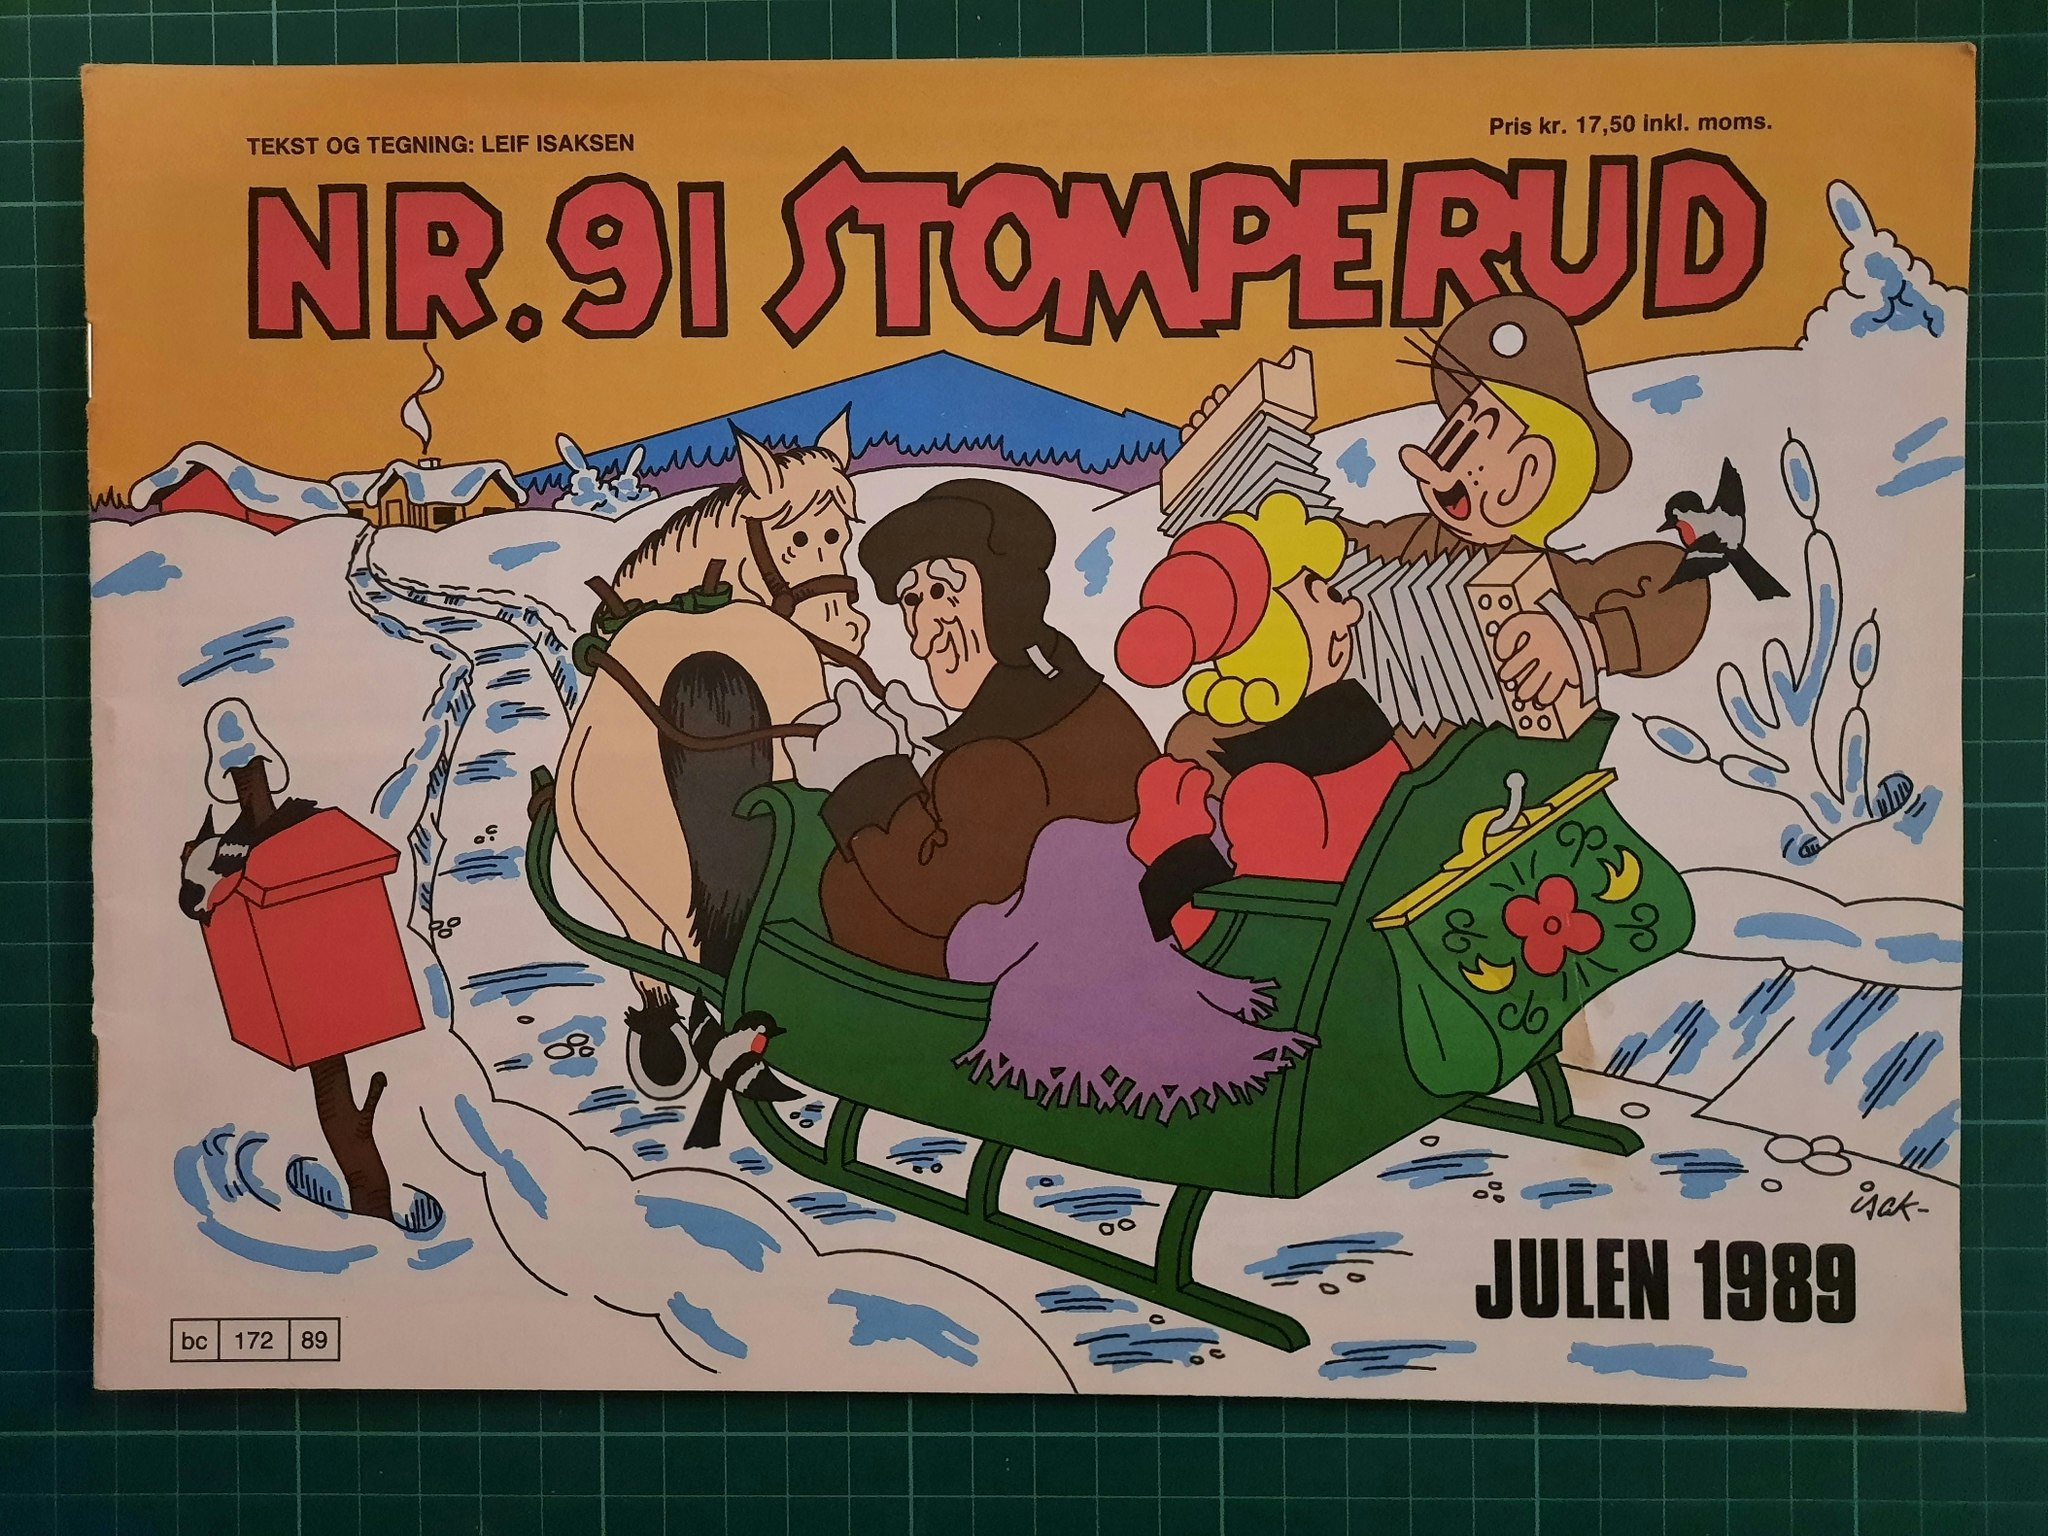 TEKST OG TEGNING: LEIF ISAKSEN
Pris kr. 17,50 inkl. moms.
NR. 91 STOMPERUD
isak-
JULEN 1989
bc 172 89